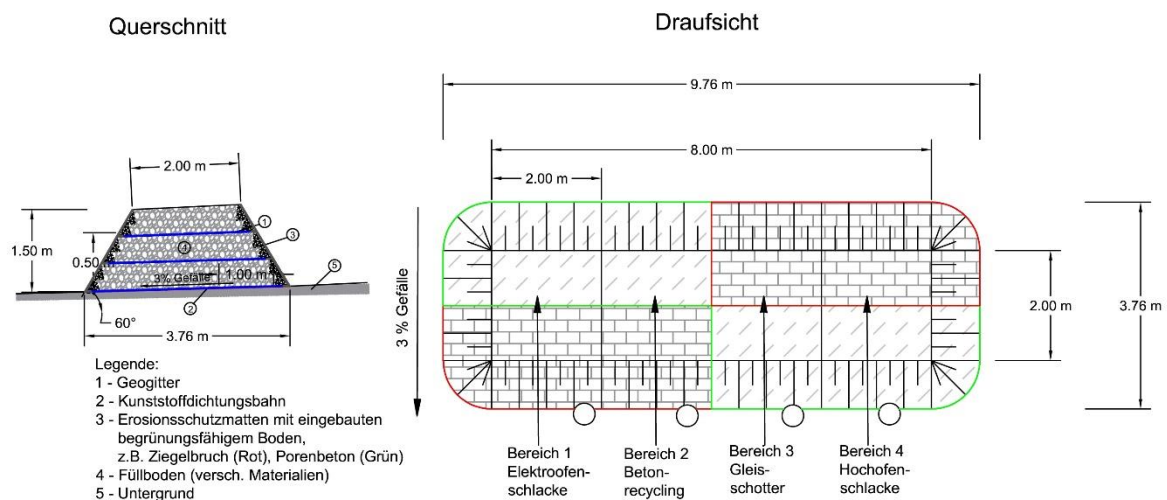 Querschnitt
Draufsicht
2.00 m
1.50 m
0.50
3% Gefälle
1.00 m
60°
3.76 m
1
2
3
4
5
Legende:
1 - Geogitter
2 - Kunststoffdichtungsbahn
3 - Erosionsschutzmatten mit eingebauten
begrünungsfähigem Boden,
z.B. Ziegelbruch (Rot), Porenbeton (Grün)
4 - Füllboden (versch. Materialien)
5 - Untergrund
9.76 m
8.00 m
2.00 m
3 % Gefälle
2.00 m
3.76 m
Bereich 1
Elektroofen-
schlacke
Bereich 2
Beton-
recycling
Bereich 3
Gleis-
schotter
Bereich 4
Hochofen-
schlacke